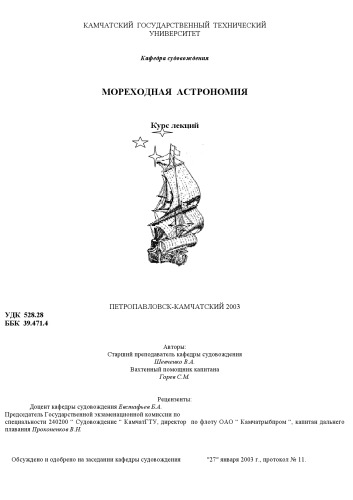 КАМЧАТСКИЙ ГОСУДАРСТВЕННЫЙ ТЕХНИЧЕСКИЙ
УНИВЕРСИТЕТ
Кафедра судовождения
МОРЕХОДНАЯ АСТРОНОМИЯ
Курс лекций
ПЕТРОПАВЛОВСК-КАМЧАТСКИЙ 2003
УДК 528.28
ББК 39.471.4
Авторы:
Старший преподаватель кафедры судовождения
Шевченко В.А.
Вахтенный помощник капитана
Горев С.М.
Рецензенты:
Доцент кафедры судовождения Евстафьев Б.А.
Председатель Государственной экзаменационной комиссии по
специальности 240200 " Судовождение " КамчатГТУ, директор по флоту ОАО " Камчатрыбпром ", капитан дальнего
плавания Прокопенков В.Н.
Обсуждено и одобрено на заседании кафедры судовождения "27" января 2003 г., протокол № 11.